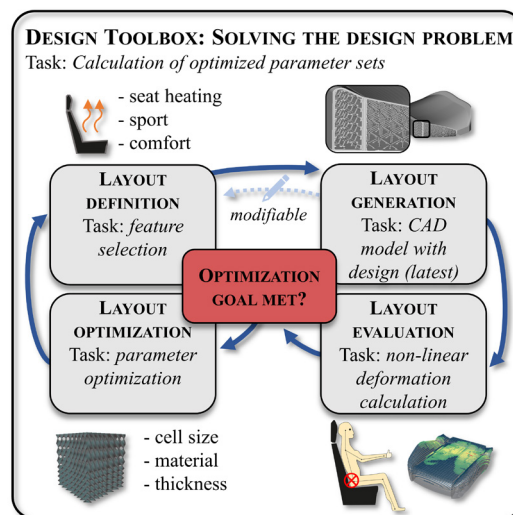 DESIGN TOOLBOX: SOLVING THE DESIGN PROBLEM
Task: Calculation of optimized parameter sets
- seat heating
- sport
- comfort
LAYOUT
DEFINITION
Task: feature
selection
modifiable
LAYOUT
GENERATION
Task: CAD
model with
design (latest)
OPTIMIZATION
GOAL MET?
LAYOUT
OPTIMIZATION
Task: parameter
optimization
LAYOUT
EVALUATION
Task: non-linear
deformation
calculation
- cell size
- material
- thickness